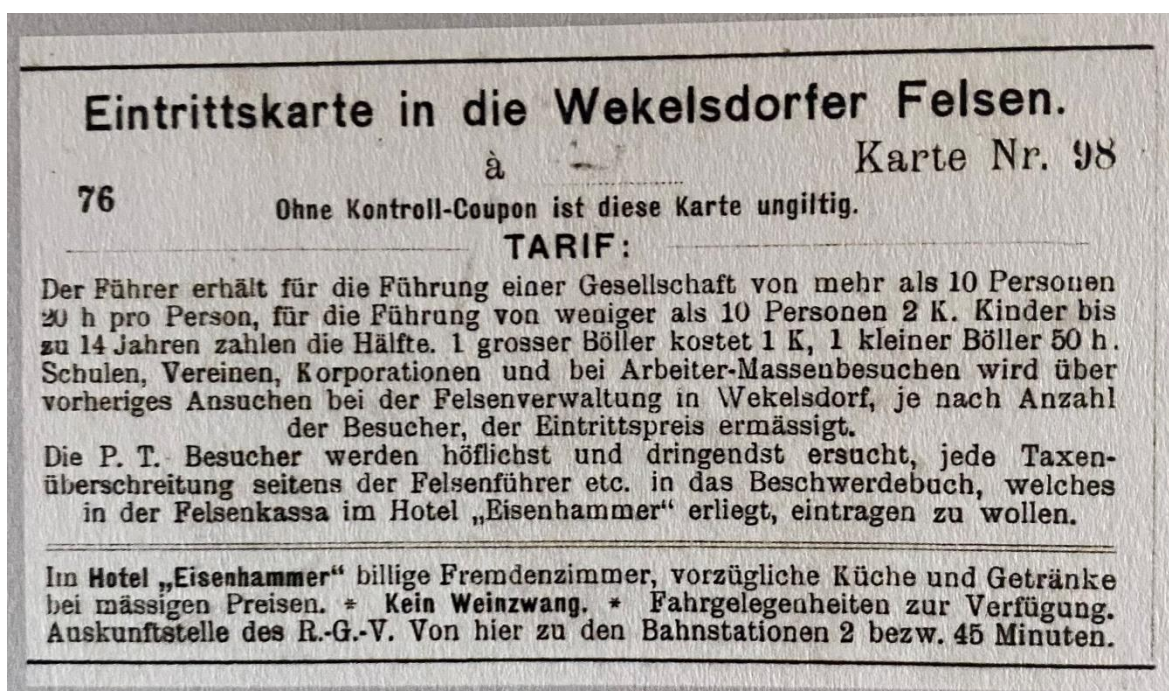 Eintrittskarte in die Wekelsdorfer Felsen.
à
Karte Nr. 98
76
Ohne Kontroll-Coupon ist diese Karte ungiltig.
TARIF:
Der Führer erhält für die Führung einer Gesellschaft von mehr als 10 Personen
20 h pro Person, für die Führung von weniger als 10 Personen 2 K. Kinder bis
zu 14 Jahren zahlen die Hälfte. 1 grosser Böller kostet 1 K, 1 kleiner Böller 50 h.
Schulen, Vereinen, Korporationen und bei Arbeiter-Massenbesuchen wird über
vorheriges Ansuchen bei der Felsenverwaltung in Wekelsdorf, je nach Anzahl
der Besucher, der Eintrittspreis ermässigt.
Die P. T. Besucher werden höflichst und dringendst ersucht, jede Taxen-
überschreitung seitens der Felsenführer etc. in das Beschwerdebuch, welches
in der Felsenkassa im Hotel „Eisenhammer“ erliegt, eintragen zu wollen.
Im Hotel „Eisenhammer“ billige Fremdenzimmer, vorzügliche Küche und Getränke
bei mässigen Preisen. * Kein Weinzwang. * Fahrgelegenheiten zur Verfügung.
Auskunftstelle des R.-G.-V. Von hier zu den Bahnstationen 2 bezw. 45 Minuten.